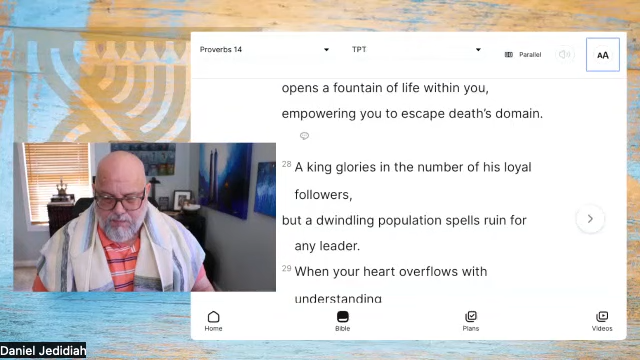 Proverbs 14
TPT
Parallel
AA
opens a fountain of life within you,
empowering you to escape death's domain.
28 A king glories in the number of his loyal
followers,
but a dwindling population spells ruin for
any leader.
29 When your heart overflows with
understanding
Home
Bible
Plans
Videos
Daniel Jedidiah